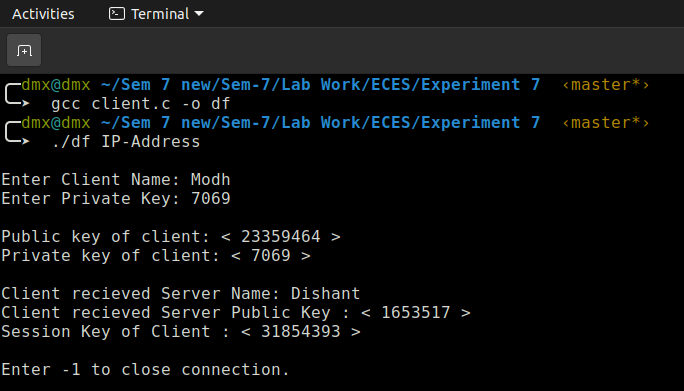 Activities Terminal
dmx@dmx ~/Sem 7 new/Sem-7/Lab Work/ECES/Experiment 7 ‹master*›
gcc client.c -o df
dmx@dmx ~/Sem 7 new/Sem-7/Lab Work/ECES/Experiment 7 ‹master*›
./df IP-Address
Enter Client Name: Modh
Enter Private Key: 7069
Public key of client: < 23359464 >
Private key of client: < 7069 >
Client recieved Server Name: Dishant
Client recieved Server Public Key : < 1653517 >
Session Key of Client : < 31854393 >
Enter -1 to close connection.